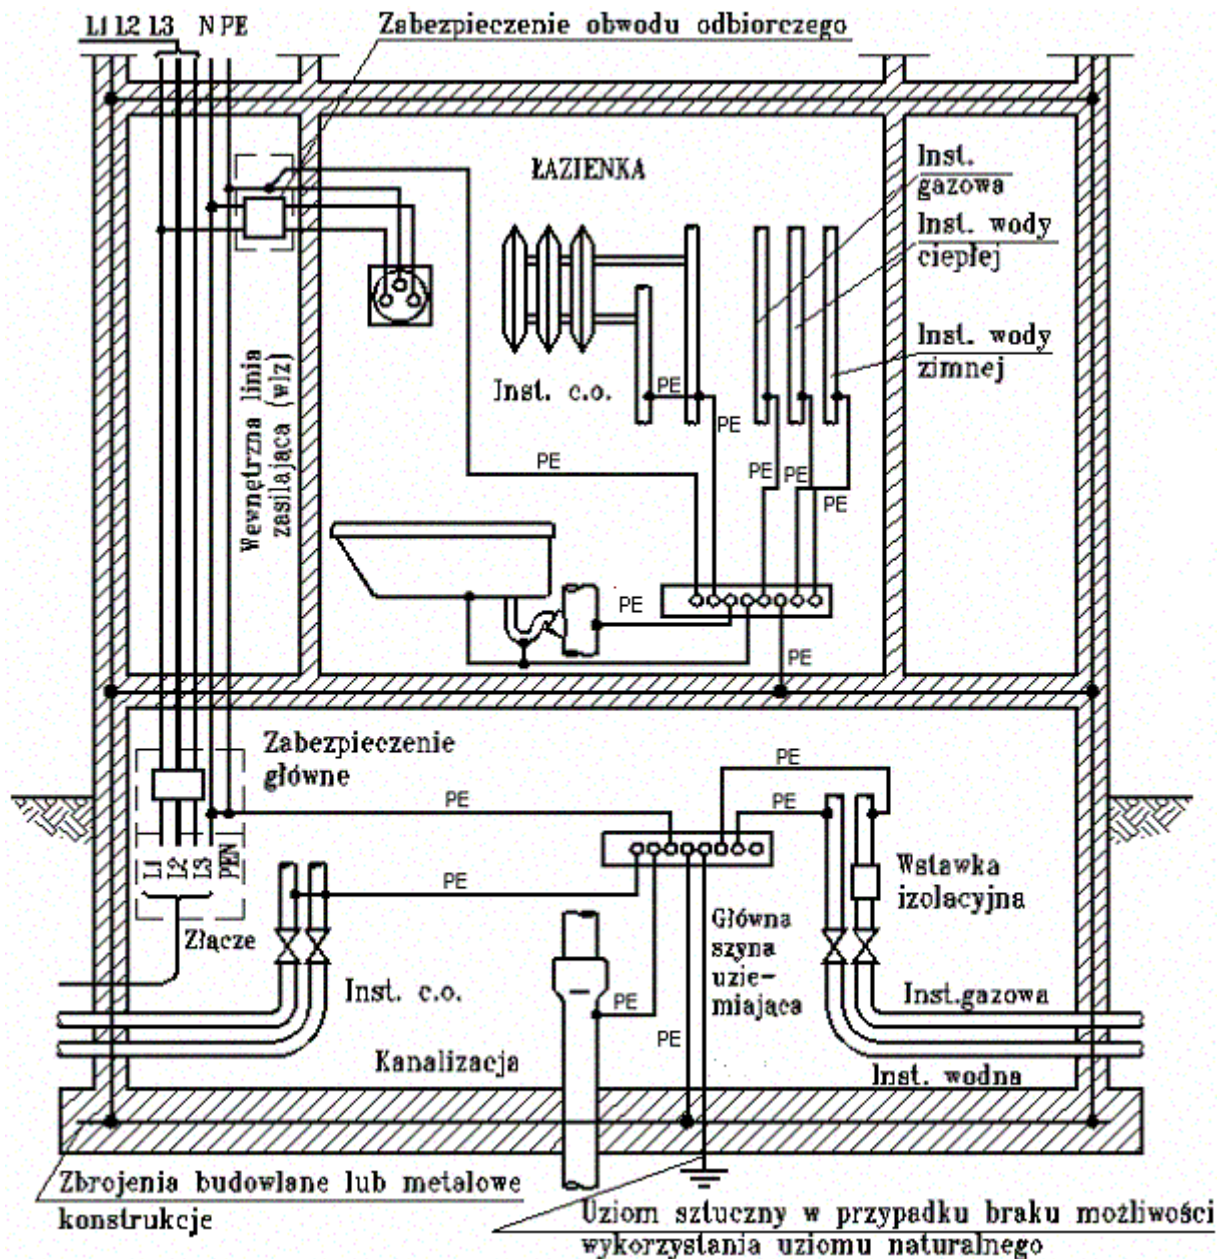 L1 L2 L3 N PE
Zabezpieczenie obwodu odbiorczego
ŁAZIENKA
Inst.
gazowa
Inst. wody
ciepłej
Inst. wody
zimnej
Inst. c.o.
PE
PE
PE
PE
PE
PE
Wewnętrzna linia
zasilająca (wlz)
PE
PE
Zabezpieczenie
główne
PE
PE
PE
L1
L2
L3
PEN
Złącze
PE
Wstawka
izolacyjna
Główna
szyna
uzie-
miająca
Inst. c.o.
PE
PE
Inst.gazowa
Kanalizacja
Inst. wodna
Zbrojenia budowlane lub metalowe
konstrukcje
Uziom sztuczny w przypadku braku możliwości
wykorzystania uziomu naturalnego